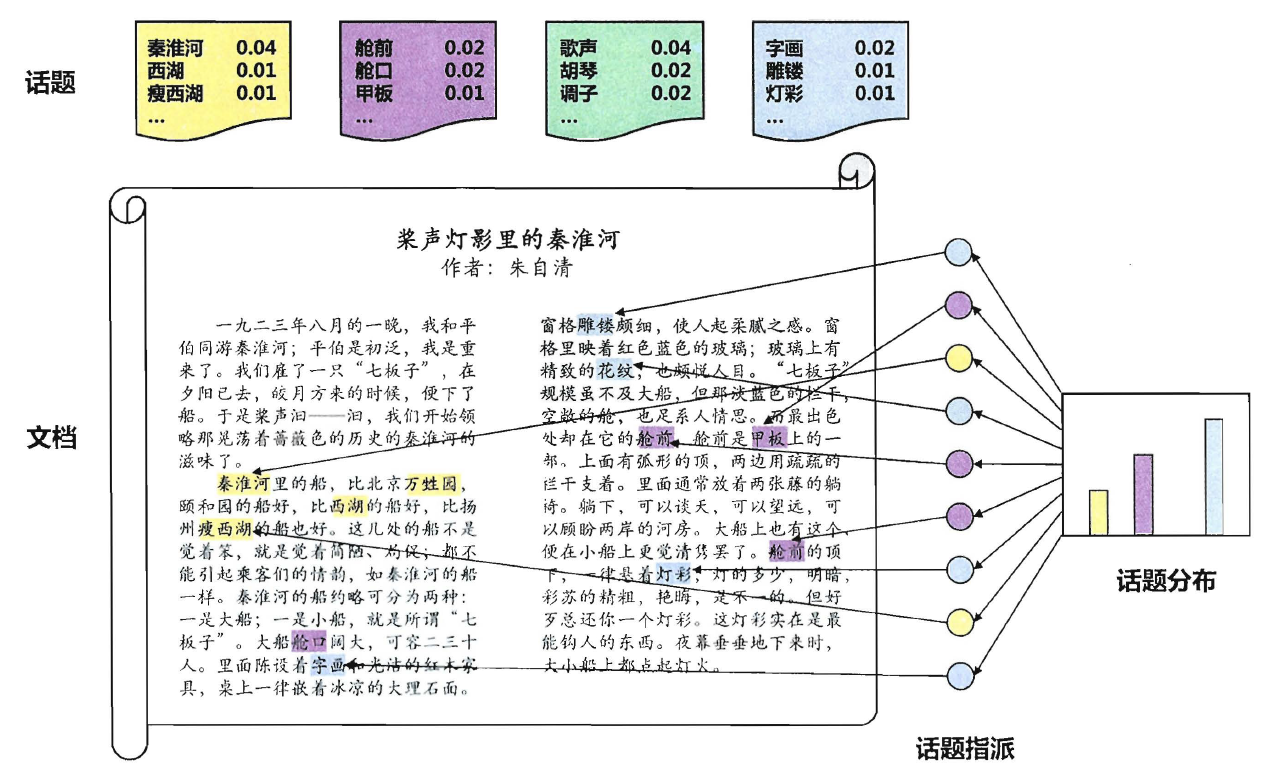 话题
秦淮河 0.04
西湖 0.01
瘦西湖 0.01
...
舱前 0.02
舱口 0.02
甲板 0.01
...
歌声 0.04
胡琴 0.02
调子 0.02
...
字画 0.02
雕镂 0.01
灯彩 0.01
...
文档
桨声灯影里的秦淮河
作者：朱自清
一九二三年八月的一晚，我和平
伯同游秦淮河；平伯是初泛，我是重
来了。我们雇了一只“七板子”，在
夕阳已去，皎月方来的时候，便下了
船。于是桨声汩——汩，我们开始领
略那晃荡着蔷薇色的历史的秦淮河的
滋味了。
秦淮河里的船，比北京万甡园，
颐和园的船好，比西湖的船好，比扬
州瘦西湖的船也好。这几处的船不是
觉着笨，就是觉着简陋、局促；都不
能引起乘客们的情韵，如秦淮河的船
一样。秦淮河的船约略可分为两种：
一是大船；一是小船，就是所谓“七
板子”。大船舱口阔大，可容二三十
人。里面陈设着字画和光洁的红木家
具，桌上一律嵌着冰凉的大理石面。
窗格雕镂颇细，使人起柔腻之感。窗
格里映着红色蓝色的玻璃；玻璃上有
精致的花纹，也颇悦人目。“七板子”
规模虽不及大船，但那淡蓝色的栏干，
空敞的舱，也足系人情思。而最出色
处却在它的舱前。舱前是甲板上的一
部。上面有弧形的顶，两边用疏疏的
栏干支着。里面通常放着两张藤的躺
椅。躺下，可以谈天，可以望远，可
以顾盼两岸的河房。大船上也有这个，
便在小船上更觉清隽罢了。舱前的顶
下，一律悬着灯彩；灯的多少，明暗，
彩苏的精粗，艳晦，是不一的。但好
歹总还你一个灯彩。这灯彩实在是最
能钩人的东西。夜幕垂垂地下来时，
大小船上都点起灯火。
话题指派
话题分布